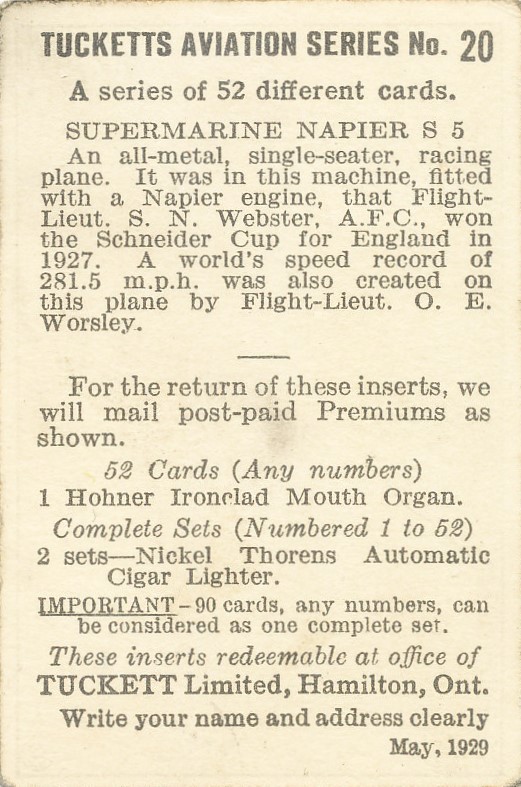 TUCKETTS AVIATION SERIES No. 20
A series of 52 different cards.
SUPERMARINE NAPIER S 5
An all-metal, single-seater, racing
plane. It was in this machine, fitted
with a Napier engine, that Flight-
Lieut. S. N. Webster, A.F.C., won
the Schneider Cup for England in
1927. A world's speed record of
281.5 m.p.h. was also created on
this plane by Flight-Lieut. O. E.
Worsley.
For the return of these inserts, we
will mail post-paid Premiums as
shown.
52 Cards (Any numbers)
1 Hohner Ironclad Mouth Organ.
Complete Sets (Numbered 1 to 52)
2 sets—Nickel Thorens Automatic
Cigar Lighter.
IMPORTANT–90 cards, any numbers, can
be considered as one complete set.
These inserts redeemable at office of
TUCKETT Limited, Hamilton, Ont.
Write your name and address clearly
May, 1929